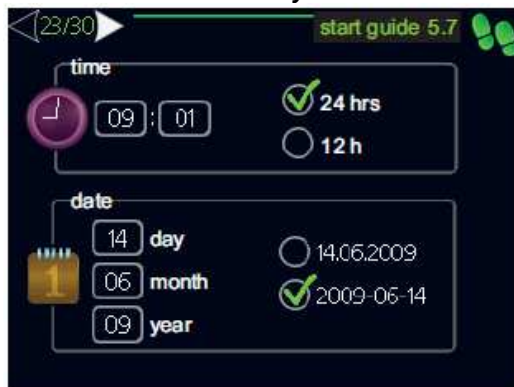 23/30
start guide 5.7
time
09 : 01
24 hrs
12 h
date
14 day
06 month
09 year
14.06.2009
2009-06-14
1